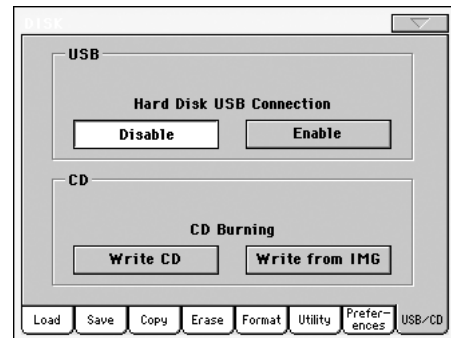 DISK
USB
Hard Disk USB Connection
Disable Enable
CD
CD Burning
Write CD Write from IMG
Load Save Copy Erase Format Utility Prefer-
ences USB/CD